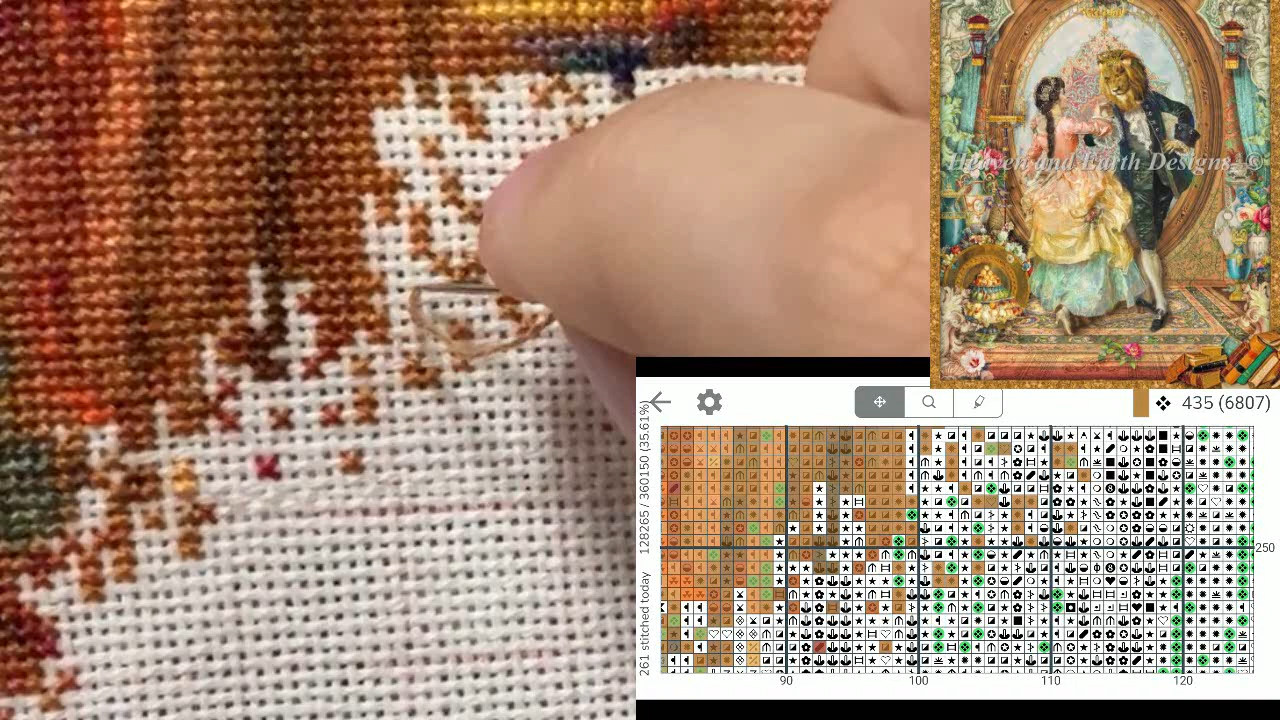 Heaven and Earth Designs ©
435 (6807)
261 stitched today 128265 / 360150 (35.61%)
250
90 100 110 120